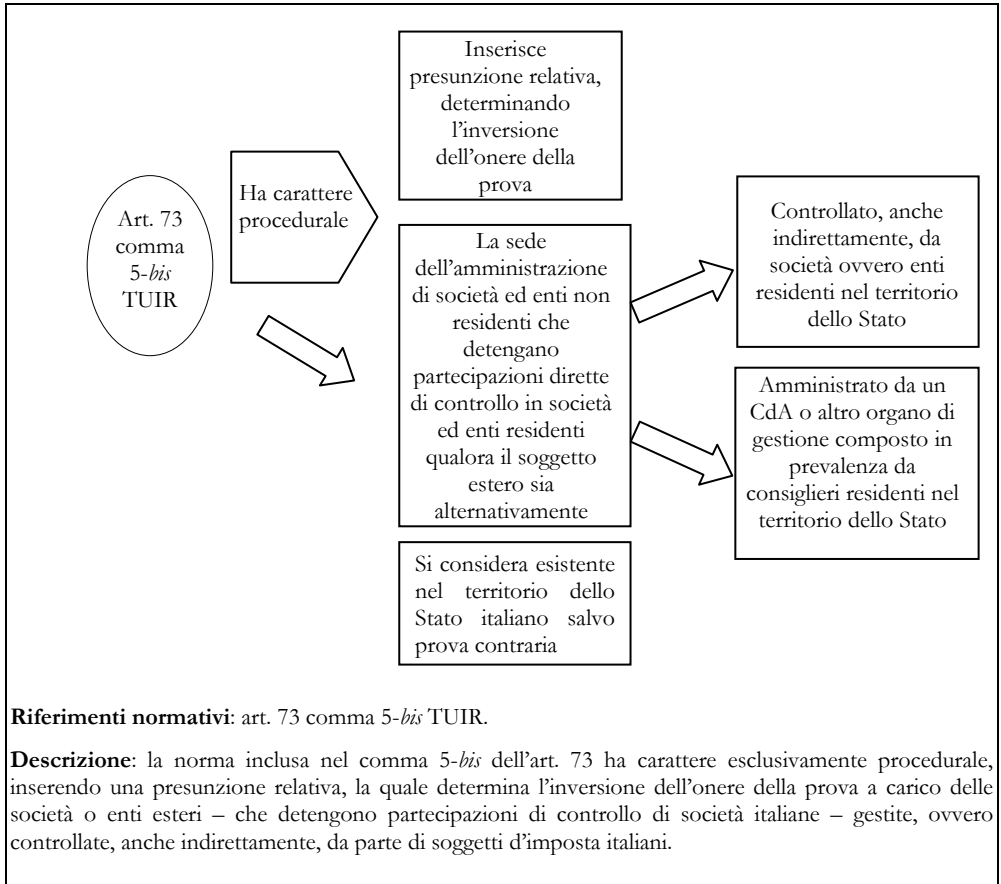 Art. 73
comma
5-bis
TUIR
Ha carattere
procedurale
Inserisce
presunzione relativa,
determinando
l’inversione
dell’onere della
prova
La sede
dell’amministrazione
di società ed enti non
residenti che
detengano
partecipazioni dirette
di controllo in società
ed enti residenti
qualora il soggetto
estero sia
alternativamente
Si considera esistente
nel territorio dello
Stato italiano salvo
prova contraria
Controllato, anche
indirettamente, da
società ovvero enti
residenti nel territorio
dello Stato
Amministrato da un
CdA o altro organo di
gestione composto in
prevalenza da
consiglieri residenti nel
territorio dello Stato
Riferimenti normativi: art. 73 comma 5-bis TUIR.
Descrizione: la norma inclusa nel comma 5-bis dell’art. 73 ha carattere esclusivamente procedurale,
inserendo una presunzione relativa, la quale determina l’inversione dell’onere della prova a carico delle
società o enti esteri – che detengono partecipazioni di controllo di società italiane – gestite, ovvero
controllate, anche indirettamente, da parte di soggetti d’imposta italiani.